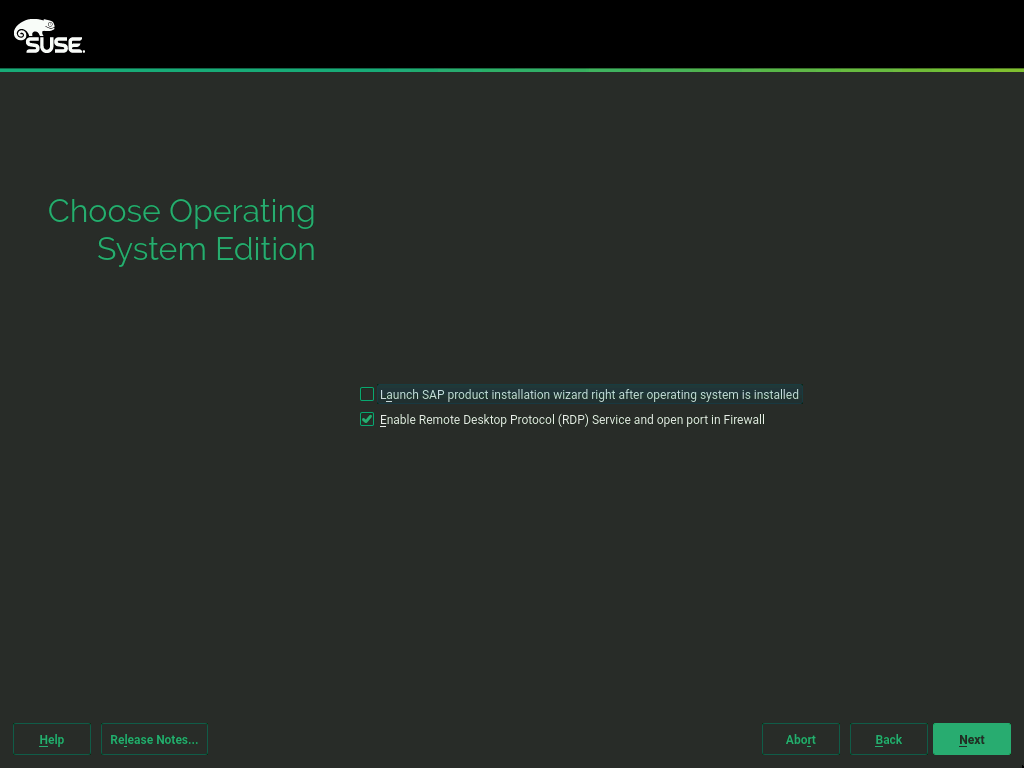 SUSE.
Choose Operating
System Edition
Launch SAP product installation wizard right after operating system is installed
Enable Remote Desktop Protocol (RDP) Service and open port in Firewall
Help
Release Notes...
Abort
Back
Next